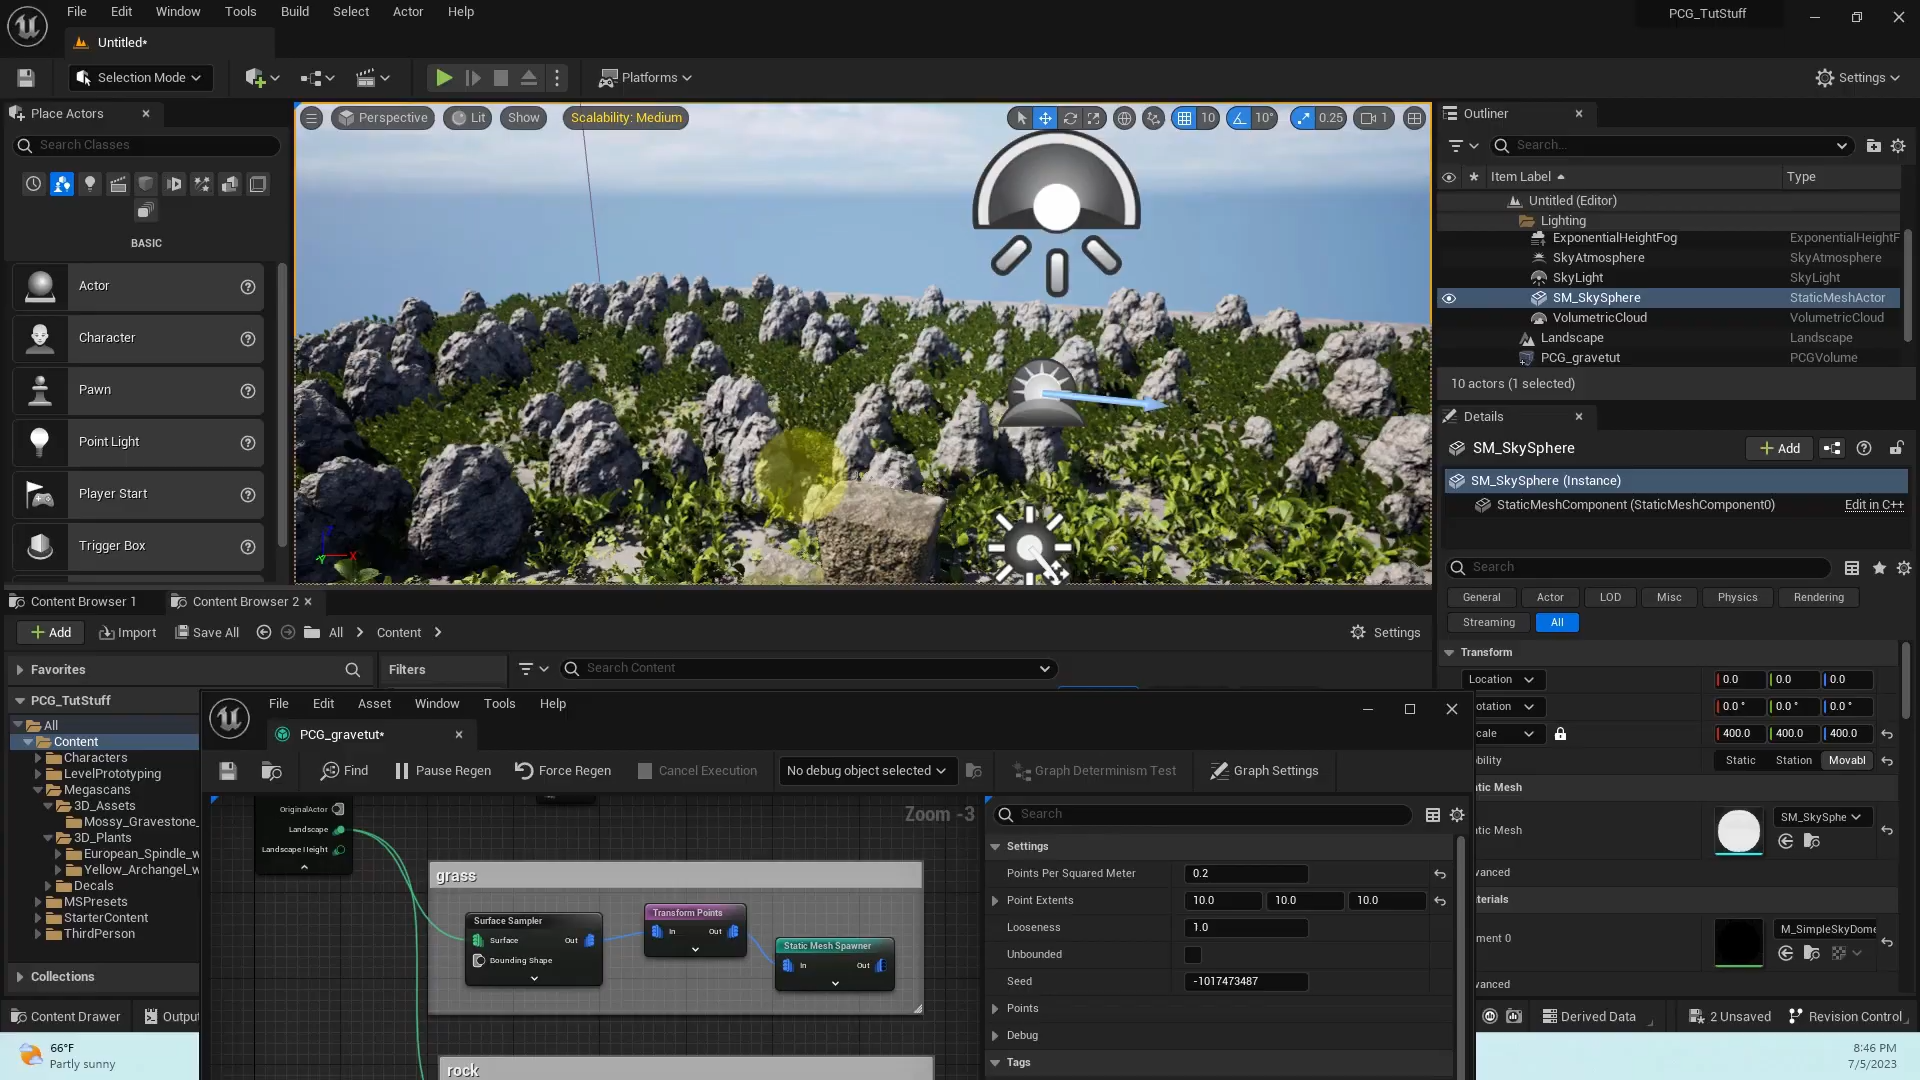 File Edit Window Tools Build Select Actor Help
PCG_TutStuff
Untitled*
Selection Mode
Platforms
Settings
Place Actors
Search Classes
BASIC
Actor
Character
Pawn
Point Light
Player Start
Trigger Box
Perspective Lit Show Scalability: Medium
10 10° 0.25 1
Outliner
Search...
Item Label Type
Untitled (Editor)
Lighting
ExponentialHeightFog ExponentialHeightF
SkyAtmosphere SkyAtmosphere
SkyLight SkyLight
SM_SkySphere StaticMeshActor
VolumetricCloud VolumetricCloud
Landscape Landscape
PCG_gravetut PCGVolume
10 actors (1 selected)
Details
SM_SkySphere
Add
SM_SkySphere (Instance)
StaticMeshComponent (StaticMeshComponent0) Edit in C++
Search
General Actor LOD Misc Physics Rendering
Streaming All
Transform
Location 0.0 0.0 0.0
otation 0.0 ° 0.0 ° 0.0 °
cale 400.0 400.0 400.0
bility Static Station Movabl
atic Mesh
atic Mesh SM_SkySphe
vanced
terials
ment 0 M_SimpleSkyDome
vanced
Content Browser 1 Content Browser 2
Add Import Save All All Content
Settings
Favorites Filters Search Content
PCG_TutStuff
All
Content
Characters
LevelPrototyping
Megascans
3D_Assets
Mossy_Gravestone_
3D_Plants
European_Spindle_w
Yellow_Archangel_w
Decals
MSPresets
StarterContent
ThirdPerson
Collections
Content Drawer Outpu
File Edit Asset Window Tools Help
PCG_gravetut*
Find Pause Regen Force Regen Cancel Execution No debug object selected Graph Determinism Test Graph Settings
Zoom -3
OriginalActor
Landscape
Landscape Height
grass
Surface Sampler
Surface Out
Bounding Shape
Transform Points
In Out
Static Mesh Spawner
In Out
rock
Search
Settings
Points Per Squared Meter 0.2
Point Extents 10.0 10.0 10.0
Looseness 1.0
Unbounded
Seed -1017473487
Points
Debug
Tags
Derived Data 2 Unsaved Revision Control
66°F
Partly sunny
8:46 PM
7/5/2023